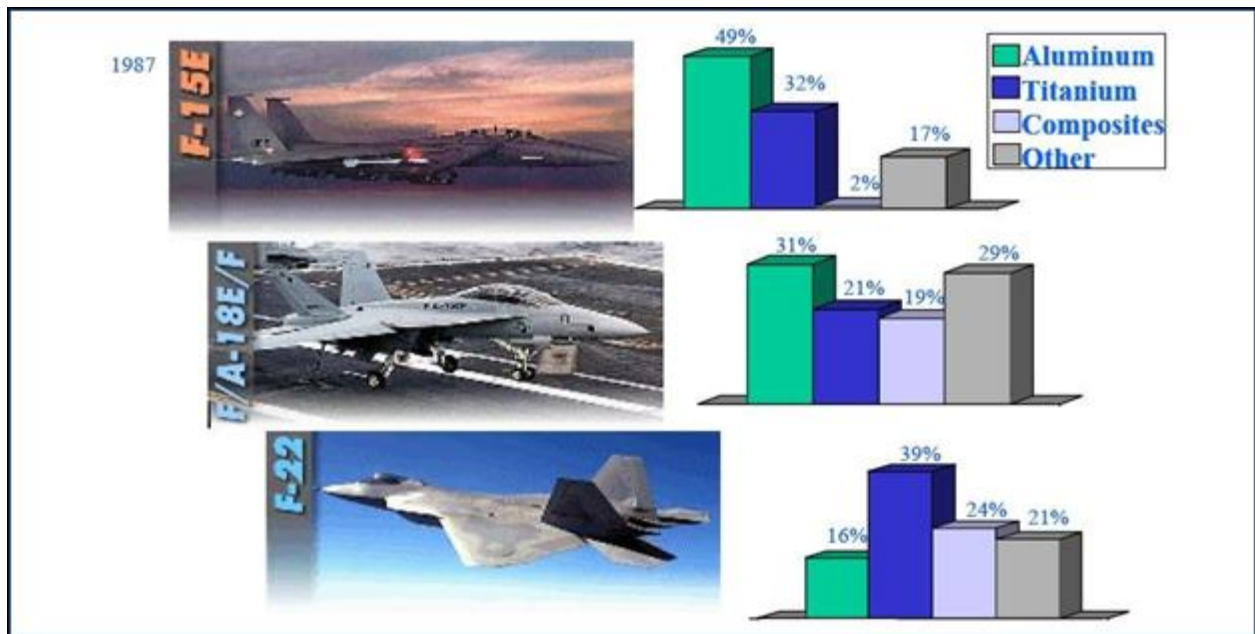 1987
F-15E
49%
32%
2%
17%
Aluminum
Titanium
Composites
Other
F/A-18E/F
31%
21%
19%
29%
F-22
16%
39%
24%
21%